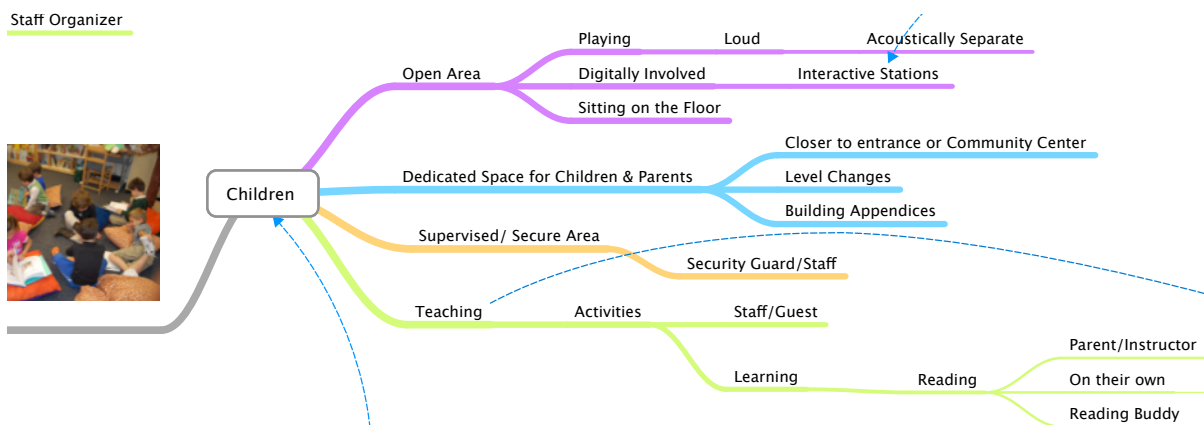 Staff Organizer
Children
Open Area
Playing
Loud
Acoustically Separate
Digitally Involved
Interactive Stations
Sitting on the Floor
Dedicated Space for Children & Parents
Closer to entrance or Community Center
Level Changes
Building Appendices
Supervised/ Secure Area
Security Guard/Staff
Teaching
Activities
Staff/Guest
Learning
Reading
Parent/Instructor
On their own
Reading Buddy